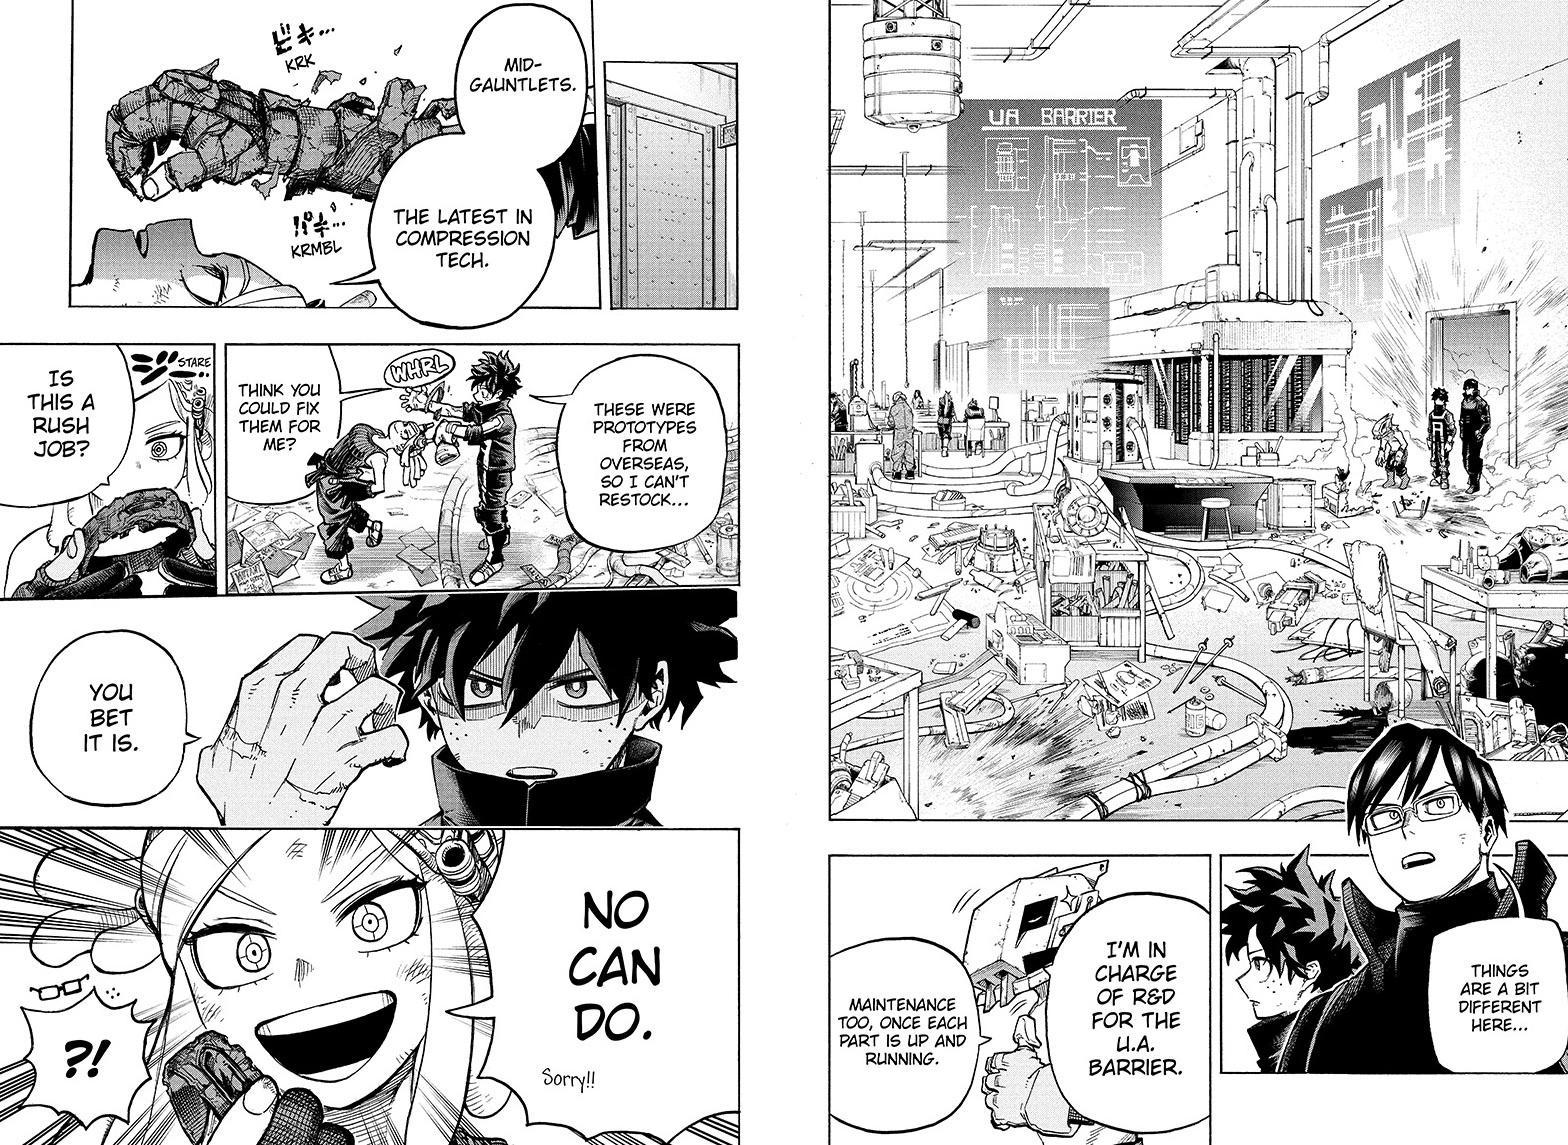 UA BARRIER
THINGS
ARE A BIT
DIFFERENT
HERE...
I'M IN
CHARGE
OF R&D
FOR THE
U.A.
BARRIER.
MAINTENANCE
TOO, ONCE EACH
PART IS UP AND
RUNNING.
MID-
GAUNTLETS.
THE LATEST IN
COMPRESSION
TECH.
ビキ…
KRK
パキ…
KRMBL
THESE WERE
PROTOTYPES
FROM
OVERSEAS,
SO I CAN'T
RESTOCK...
WHRL
THINK YOU
COULD FIX
THEM FOR
ME?
STARE
IS
THIS A
RUSH
JOB?
YOU
BET
IT IS.
NO
CAN
DO.
Sorry!!
?!